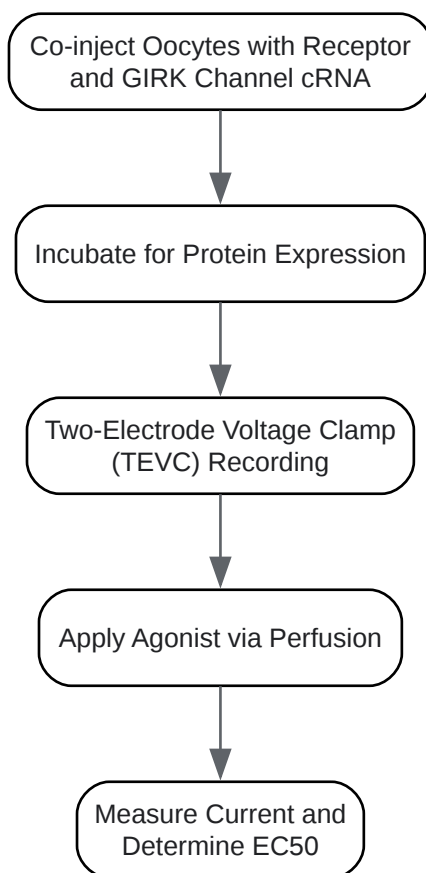 Co-inject Oocytes with Receptor
and GIRK Channel cRNA
Incubate for Protein Expression
Two-Electrode Voltage Clamp
(TEVC) Recording
Apply Agonist via Perfusion
Measure Current and
Determine EC50